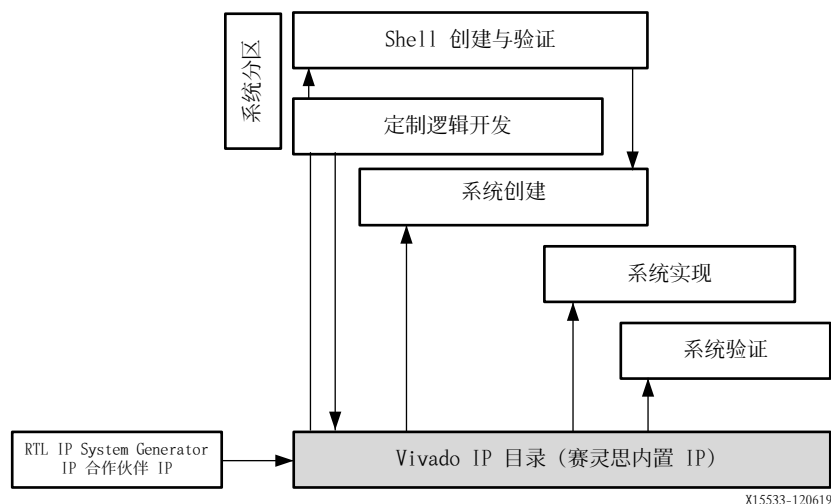 Shell 创建与验证
系统分区
定制逻辑开发
系统创建
系统实现
系统验证
RTL IP System Generator
IP 合作伙伴 IP
Vivado IP 目录 (赛灵思内置 IP)
X15533-120619